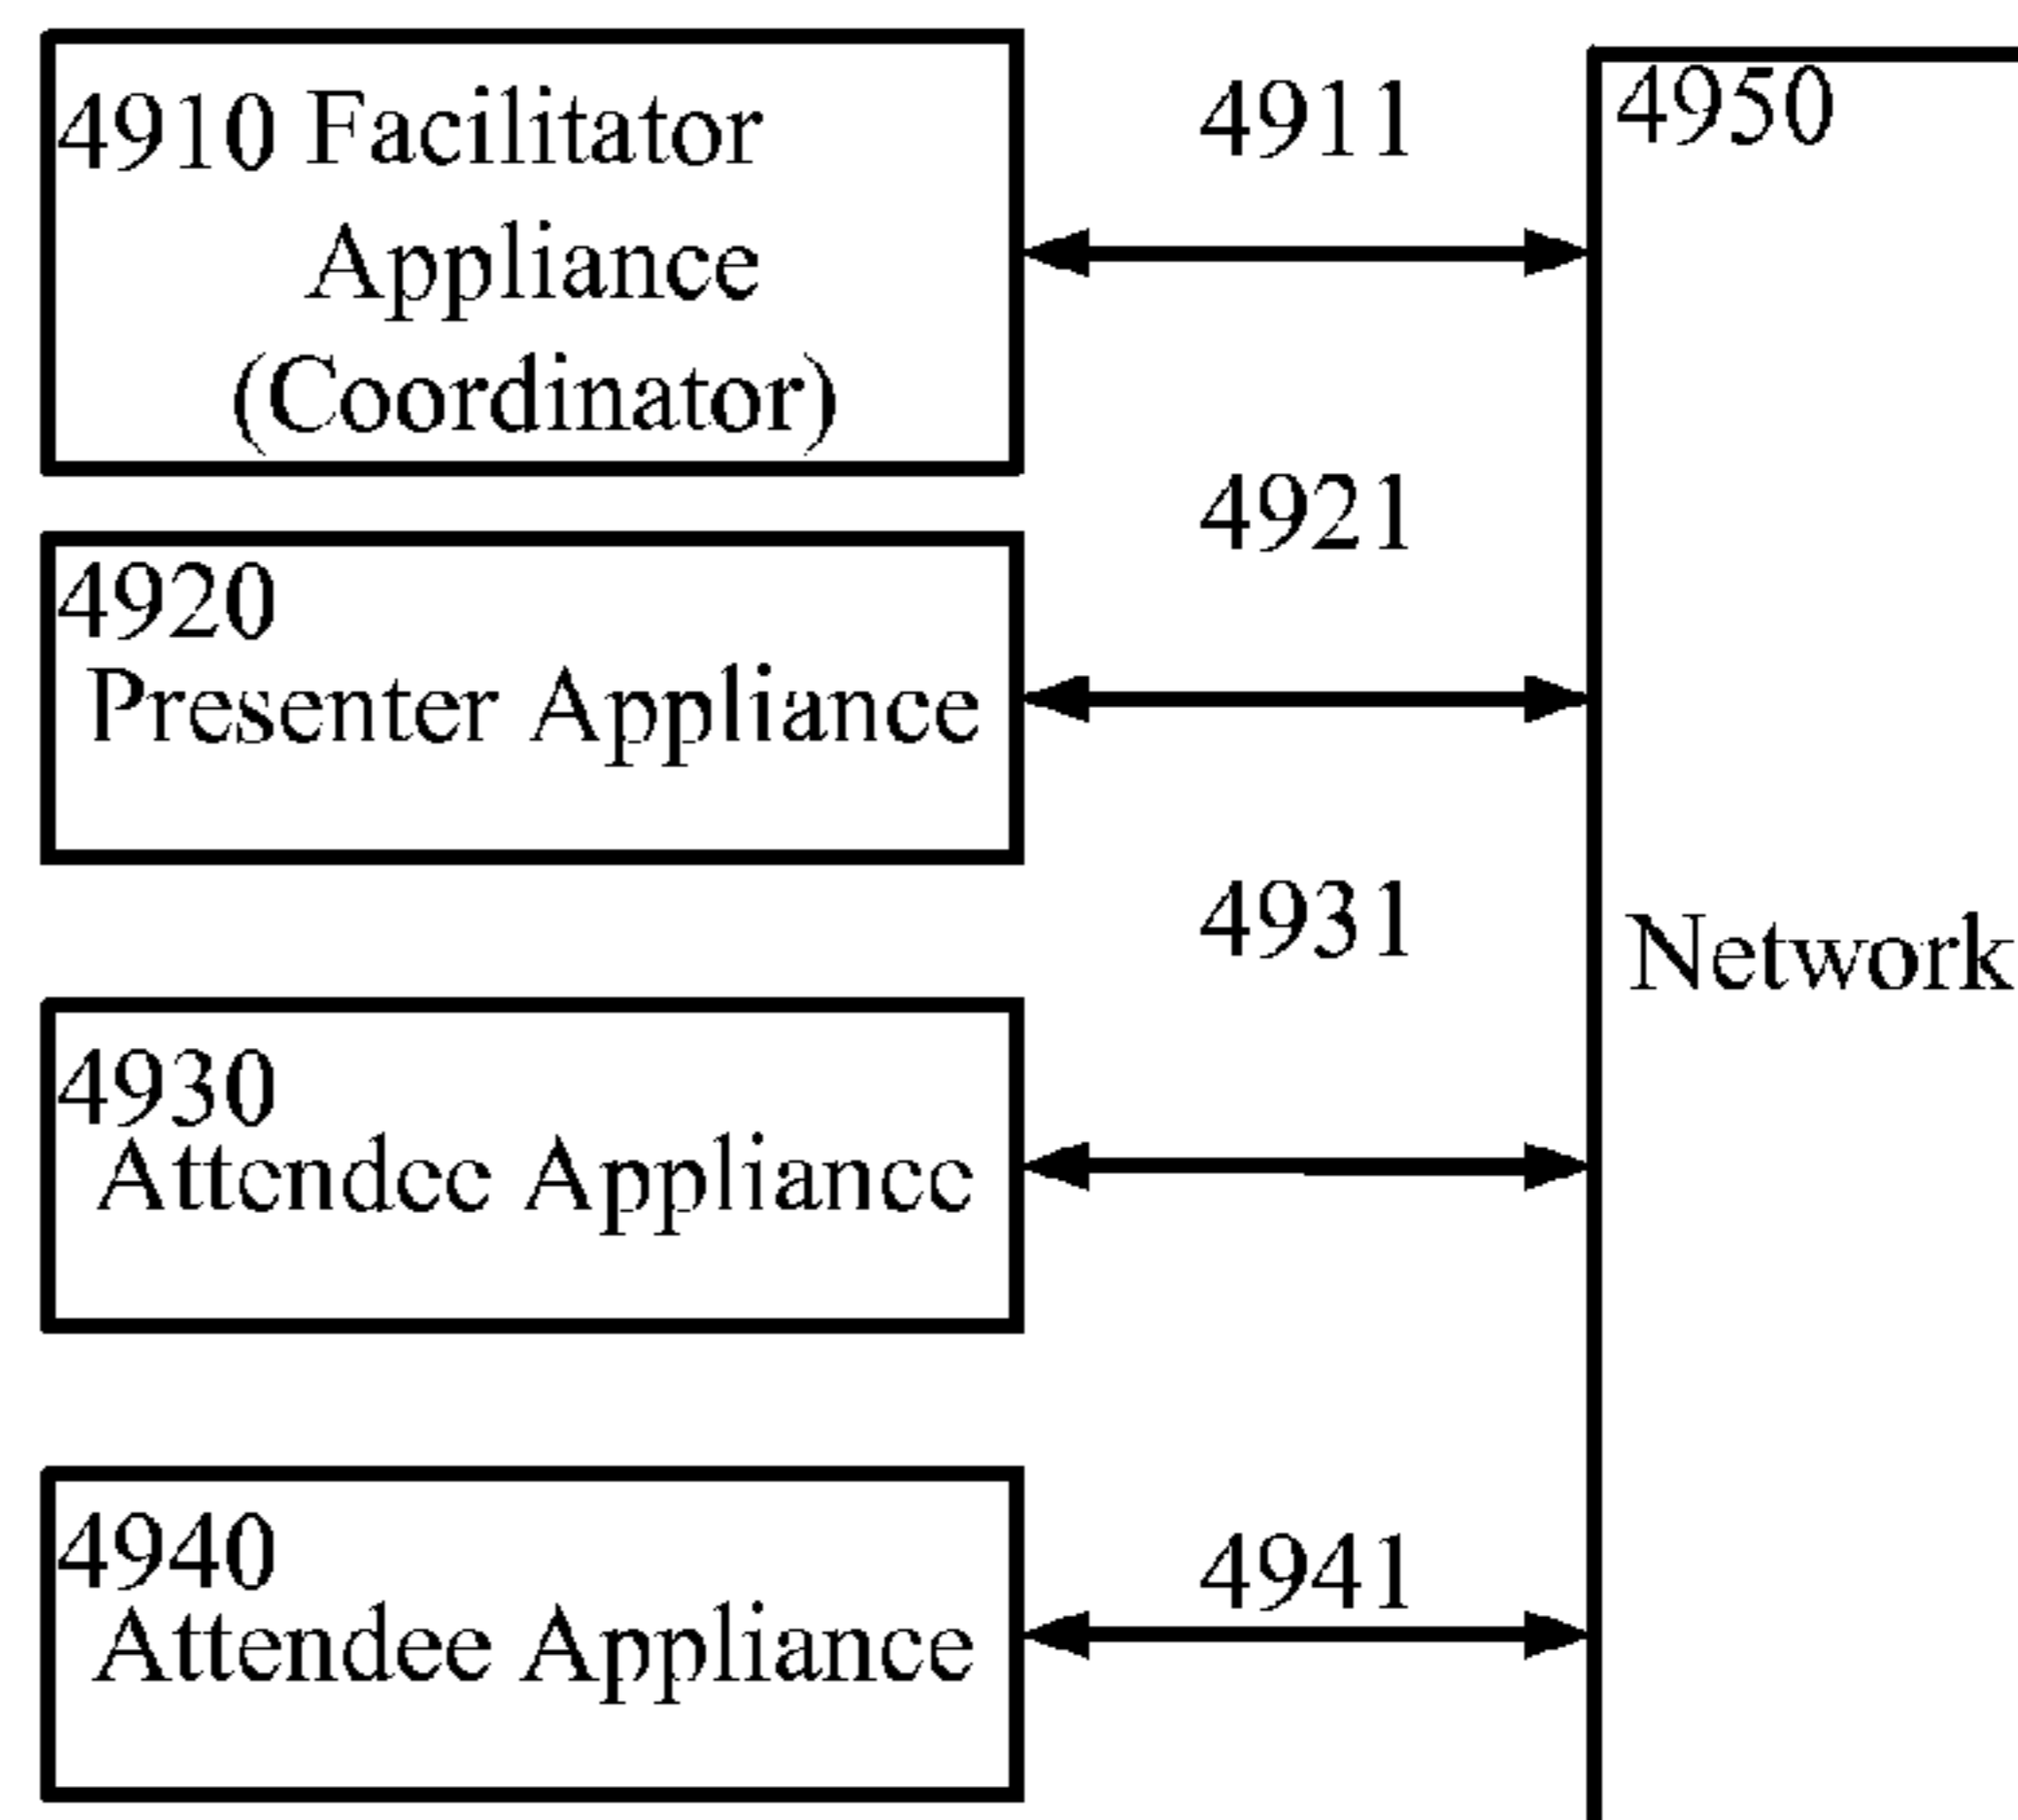 4910 Facilitator
Appliance
(Coordinator)
4911
4950
4921
4920
Presenter Appliance
4931
Network
4930
Attendee Appliance
4940
Attendee Appliance
4941